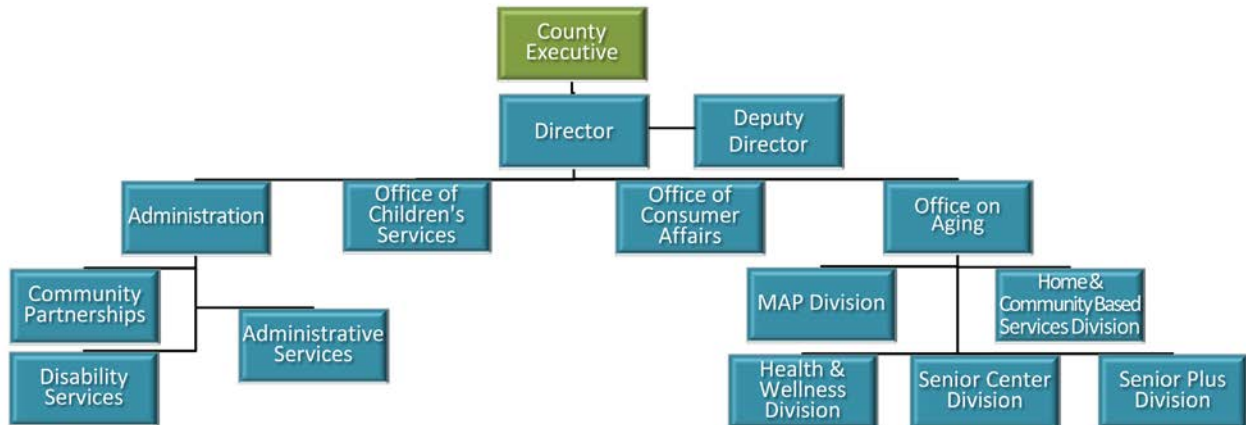 County
Executive
Director
Deputy
Director
Administration
Office of
Children's
Services
Office of
Consumer
Affairs
Office on
Aging
Community
Partnerships
Administrative
Services
Disability
Services
MAP Division
Home &
Community Based
Services Division
Health &
Wellness
Division
Senior Center
Division
Senior Plus
Division